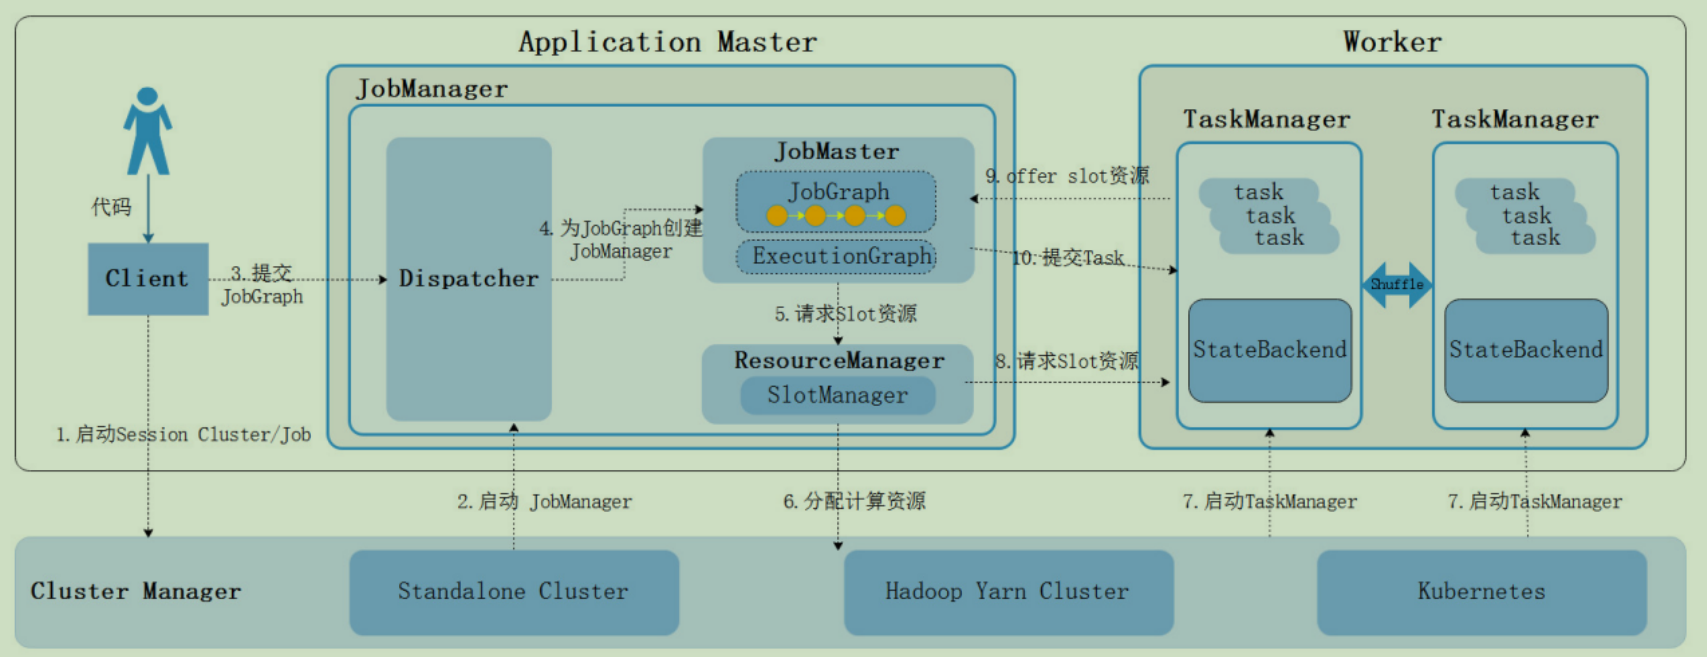 Application Master
Worker
JobManager
TaskManager
TaskManager
JobMaster
JobGraph
ExecutionGraph
9.offer slot资源
task
task
task
task
task
task
代码
Client
3.提交
JobGraph
Dispatcher
4.为JobGraph创建
JobManager
10.提交Task
Shuffle
5.请求Slot资源
ResourceManager
SlotManager
8.请求Slot资源
StateBackend
StateBackend
1.启动Session Cluster/Job
2.启动 JobManager
6.分配计算资源
7.启动TaskManager
7.启动TaskManager
Cluster Manager
Standalone Cluster
Hadoop Yarn Cluster
Kubernetes